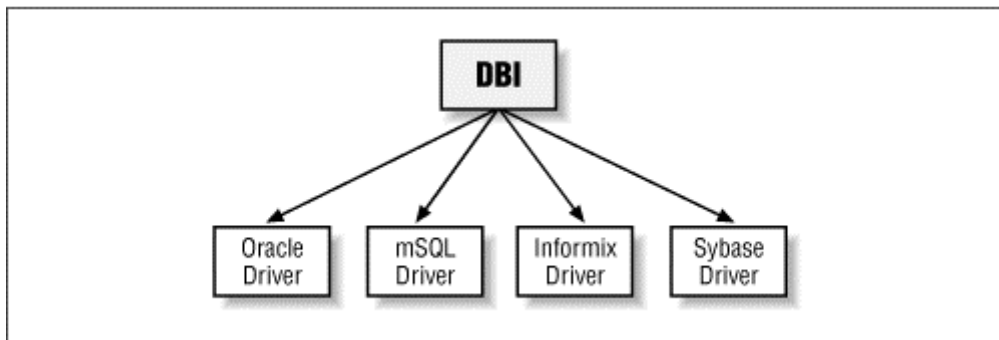 DBI
Oracle
Driver
mSQL
Driver
Informix
Driver
Sybase
Driver